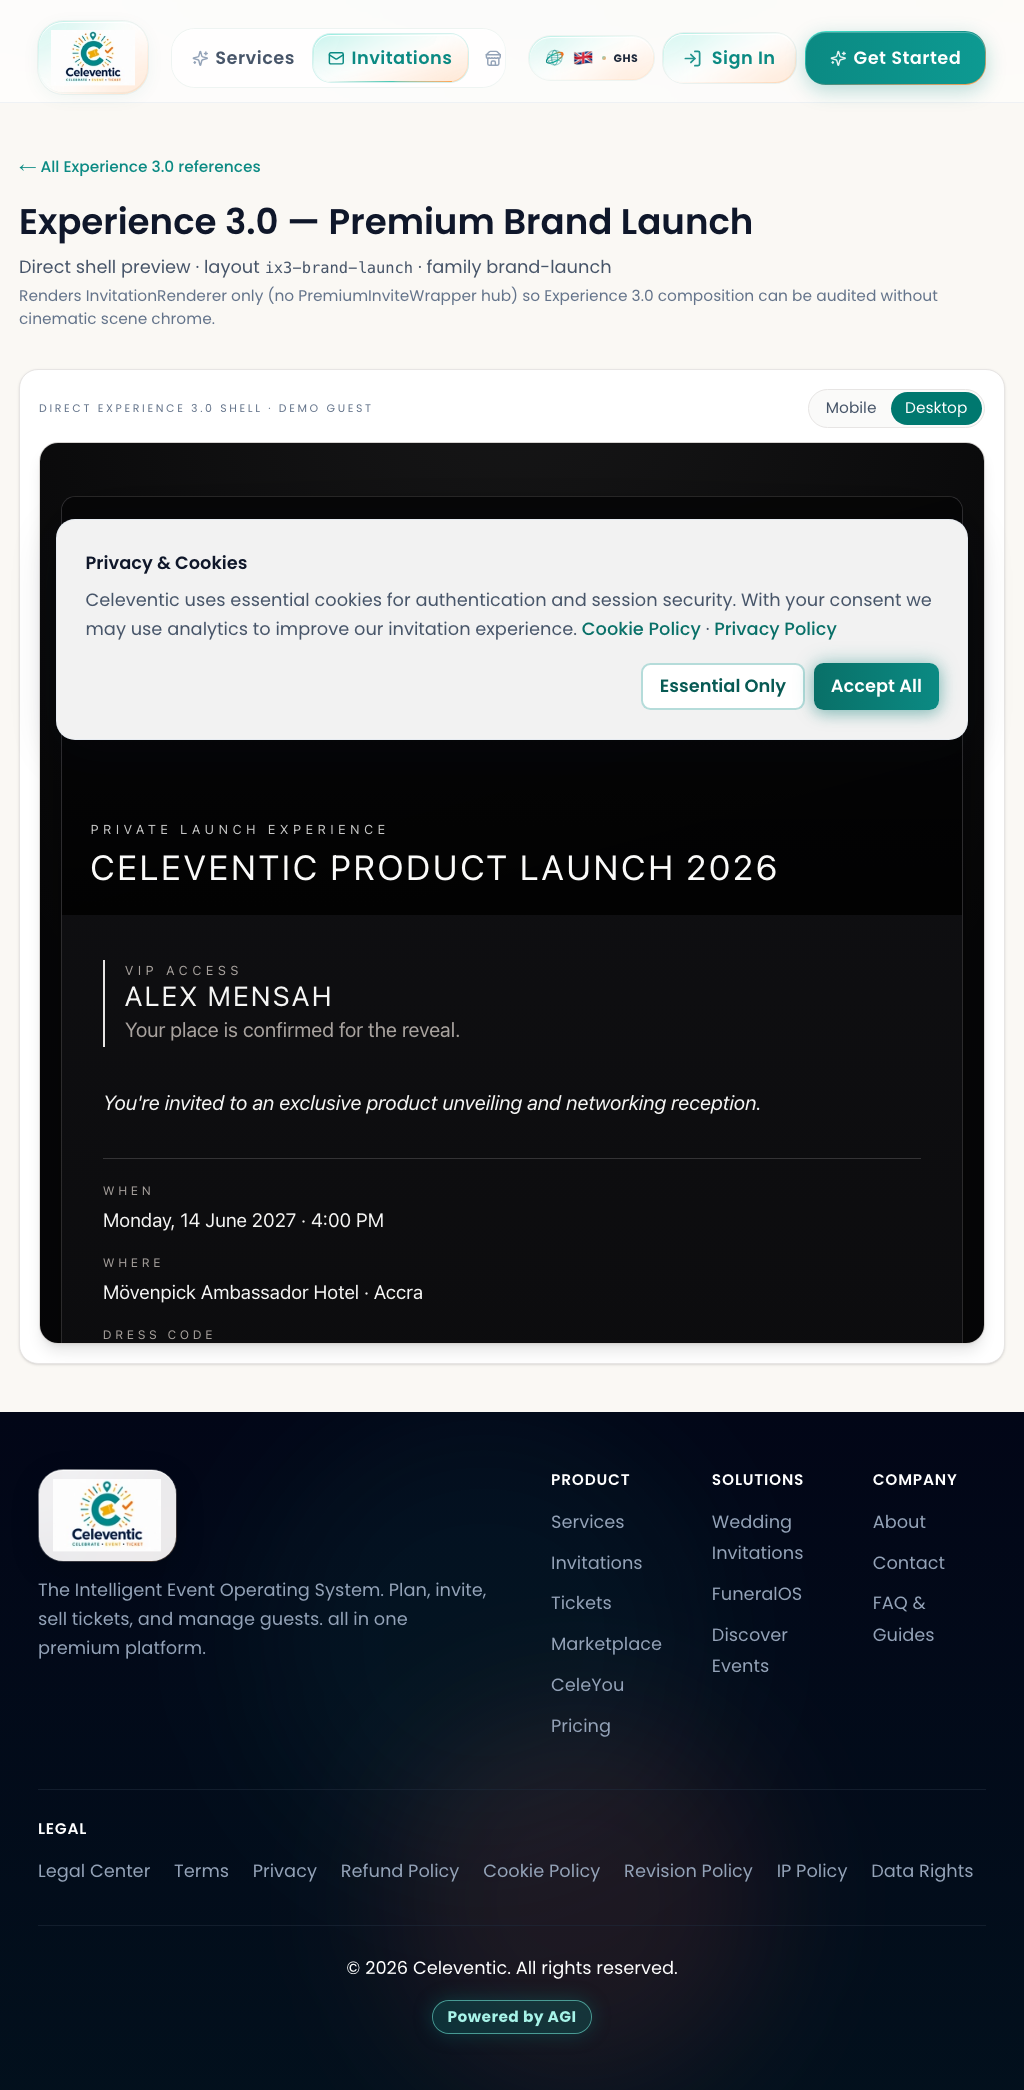 Celeventic
CELEBRATE • EVENT • TICKET
Services
Invitations
GHS
Sign In
Get Started
← All Experience 3.0 references
Experience 3.0 — Premium Brand Launch
Direct shell preview · layout ix3-brand-launch · family brand-launch
Renders InvitationRenderer only (no PremiumInviteWrapper hub) so Experience 3.0 composition can be audited without
cinematic scene chrome.
DIRECT EXPERIENCE 3.0 SHELL · DEMO GUEST
Mobile
Desktop
Privacy & Cookies
Celeventic uses essential cookies for authentication and session security. With your consent we
may use analytics to improve our invitation experience. Cookie Policy · Privacy Policy
Essential Only
Accept All
PRIVATE LAUNCH EXPERIENCE
CELEVENTIC PRODUCT LAUNCH 2026
VIP ACCESS
ALEX MENSAH
Your place is confirmed for the reveal.
You're invited to an exclusive product unveiling and networking reception.
WHEN
Monday, 14 June 2027 · 4:00 PM
WHERE
Mövenpick Ambassador Hotel · Accra
DRESS CODE
Celeventic
CELEBRATE • EVENT • TICKET
The Intelligent Event Operating System. Plan, invite,
sell tickets, and manage guests. all in one
premium platform.
PRODUCT
Services
Invitations
Tickets
Marketplace
CeleYou
Pricing
SOLUTIONS
Wedding
Invitations
FuneralOS
Discover
Events
COMPANY
About
Contact
FAQ &
Guides
LEGAL
Legal Center
Terms
Privacy
Refund Policy
Cookie Policy
Revision Policy
IP Policy
Data Rights
© 2026 Celeventic. All rights reserved.
Powered by AGI